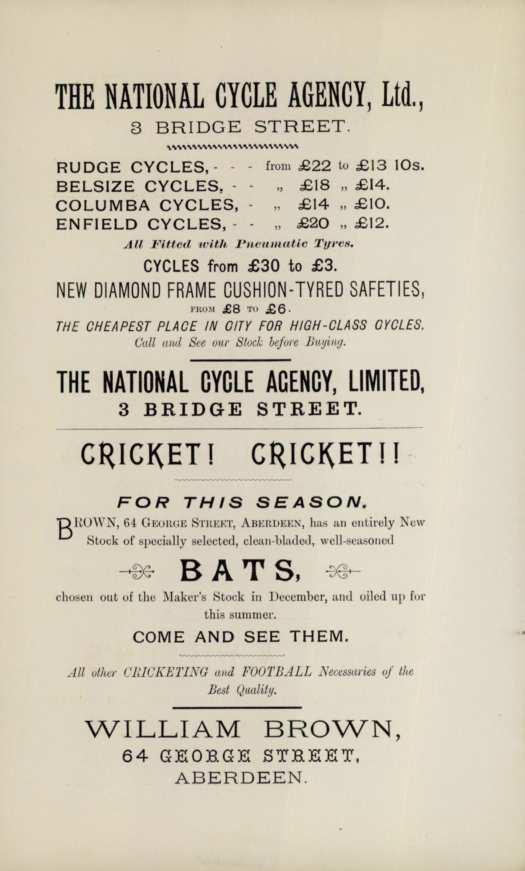 THE NATIONAL CYCLE AGENCY, Ltd.,
3 BRIDGE STREET.
RUDGE CYCLES, - - - from £22 to £13 10s.
BELSIZE CYCLES, - - „ £18 „ £14.
COLUMBA CYCLES, - „ £14 „ £10.
ENFIELD CYCLES, - - „ £20 „ £12.
All Fitted with Pneumatic Tyres.
CYCLES from £30 to £3.
NEW DIAMOND FRAME CUSHION-TYRED SAFETIES,
FROM £8 TO £6.
THE CHEAPEST PLACE IN CITY FOR HIGH-CLASS CYCLES.
Call and See our Stock before Buying.
THE NATIONAL CYCLE AGENCY, LIMITED,
3 BRIDGE STREET.
CRICKET! CRICKET!!
FOR THIS SEASON.
BROWN, 64 GEORGE STREET, ABERDEEN, has an entirely New
Stock of specially selected, clean-bladed, well-seasoned
BATS,
chosen out of the Maker's Stock in December, and oiled up for
this summer.
COME AND SEE THEM.
All other CRICKETING and FOOTBALL Necessaries of the
Best Quality.
WILLIAM BROWN,
64 GEORGE STREET,
ABERDEEN.